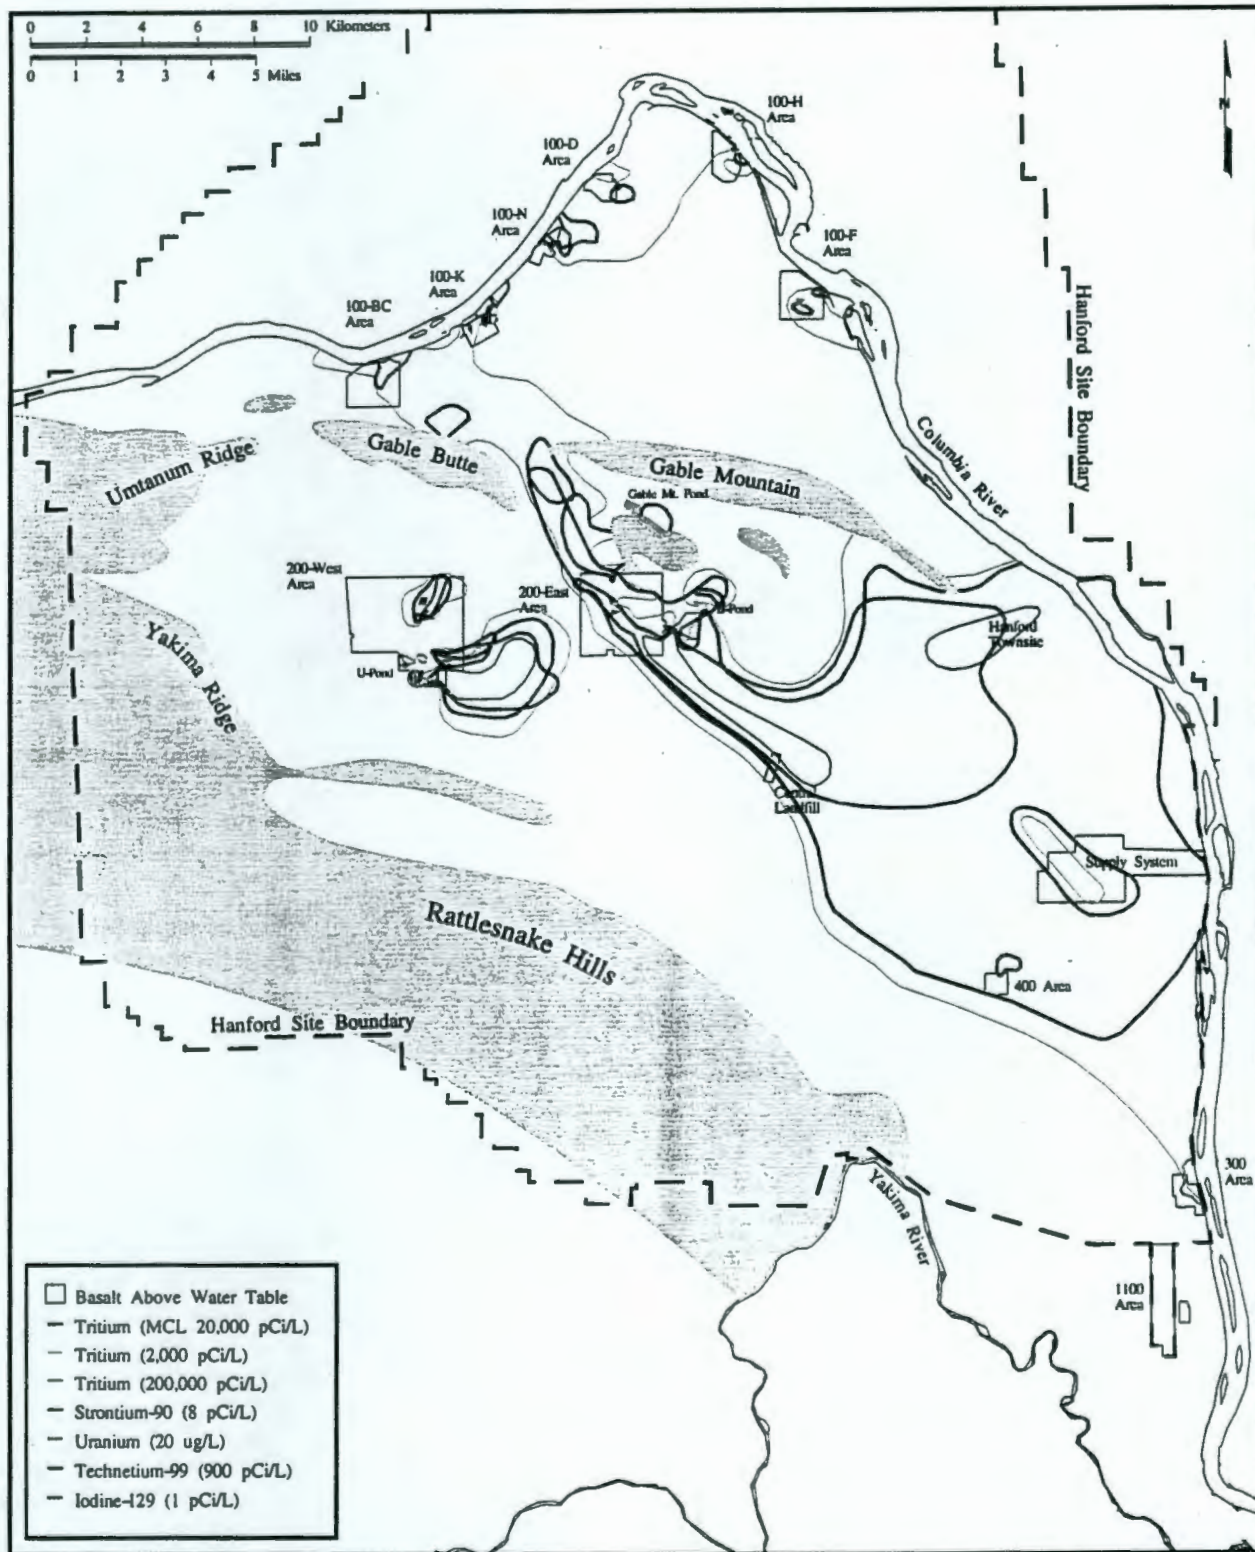 0 2 4 6 8 10 Kilometers
0 1 2 3 4 5 Miles
N
100-H
Area
100-D
Area
100-N
Area
100-F
Area
100-K
Area
100-BC
Area
Hanford Site Boundary
Columbia River
Umtanum Ridge
Gable Butte
Gable Mountain
Gable Mt. Pond
200-West
Area
200-East
Area
B-Pond
Hanford
Townsite
Yakima Ridge
U-Pond
Central
Landfill
Supply System
Rattlesnake Hills
400 Area
Hanford Site Boundary
300
Area
Yakima River
1100
Area
Basalt Above Water Table
Tritium (MCL 20,000 pCi/L)
Tritium (2,000 pCi/L)
Tritium (200,000 pCi/L)
Strontium-90 (8 pCi/L)
Uranium (20 ug/L)
Technetium-99 (900 pCi/L)
Iodine-129 (1 pCi/L)